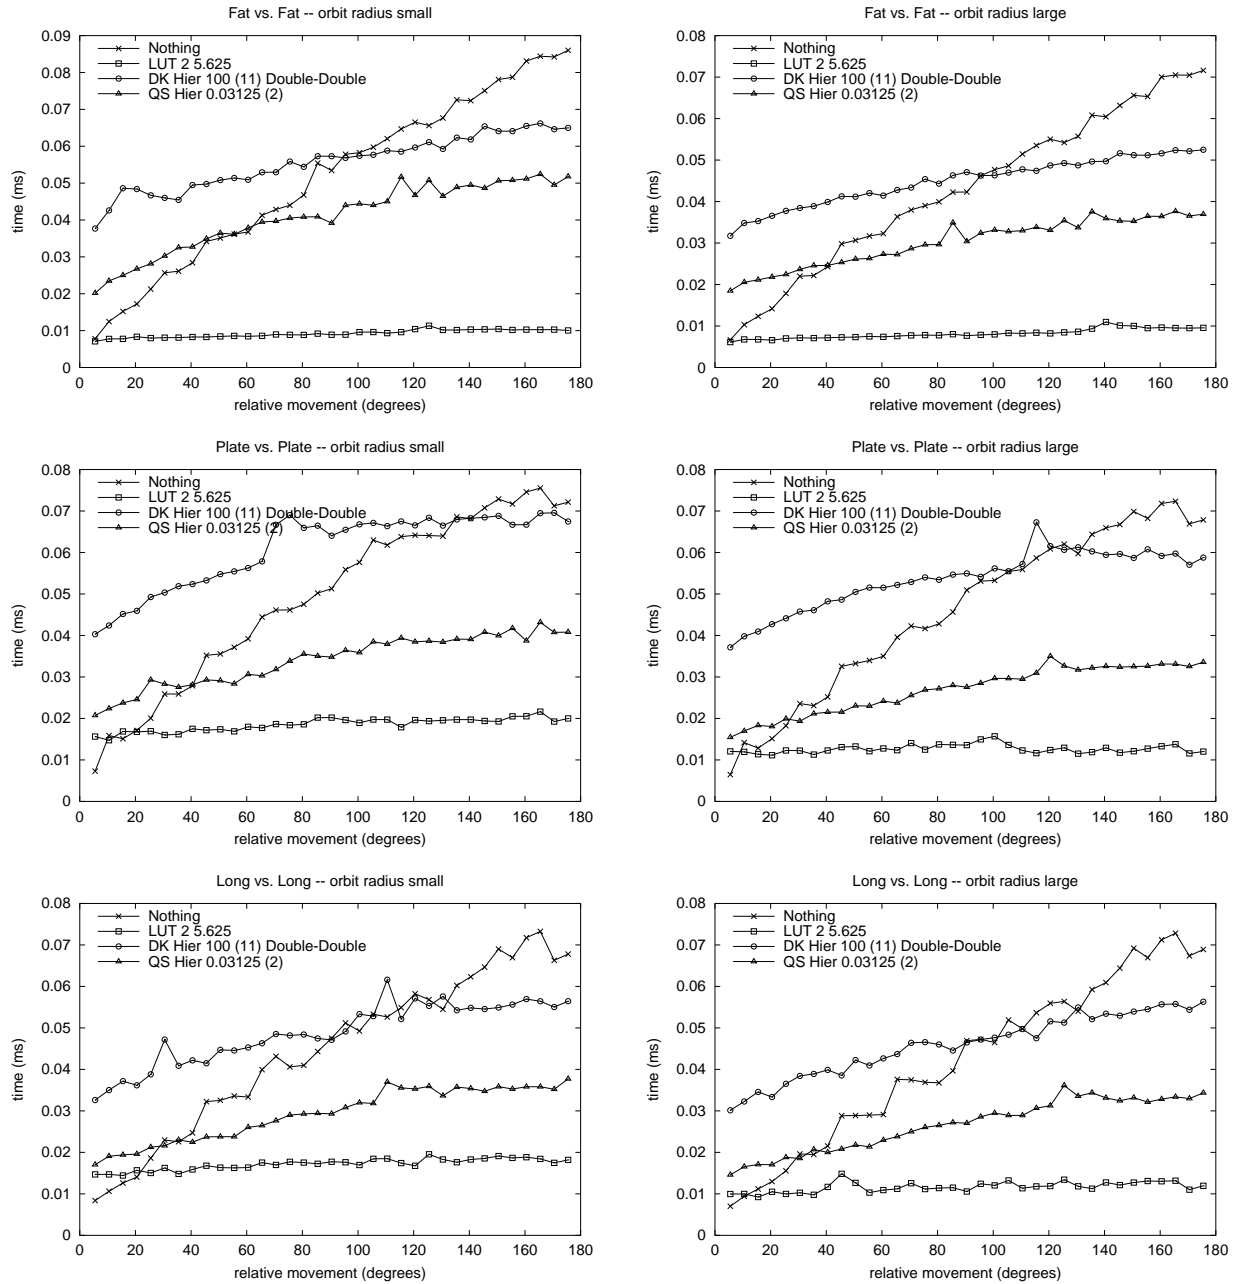 Fat vs. Fat -- orbit radius small
0.09
0.08
0.07
0.06
0.05
0.04
0.03
0.02
0.01
0
Nothing
LUT 2 5.625
DK Hier 100 (11) Double-Double
QS Hier 0.03125 (2)
time (ms)
0 20 40 60 80 100 120 140 160 180
relative movement (degrees)
Fat vs. Fat -- orbit radius large
0.08
0.07
0.06
0.05
0.04
0.03
0.02
0.01
0
Nothing
LUT 2 5.625
DK Hier 100 (11) Double-Double
QS Hier 0.03125 (2)
time (ms)
0 20 40 60 80 100 120 140 160 180
relative movement (degrees)
Plate vs. Plate -- orbit radius small
0.08
0.07
0.06
0.05
0.04
0.03
0.02
0.01
0
Nothing
LUT 2 5.625
DK Hier 100 (11) Double-Double
QS Hier 0.03125 (2)
time (ms)
0 20 40 60 80 100 120 140 160 180
relative movement (degrees)
Plate vs. Plate -- orbit radius large
0.08
0.07
0.06
0.05
0.04
0.03
0.02
0.01
0
Nothing
LUT 2 5.625
DK Hier 100 (11) Double-Double
QS Hier 0.03125 (2)
time (ms)
0 20 40 60 80 100 120 140 160 180
relative movement (degrees)
Long vs. Long -- orbit radius small
0.08
0.07
0.06
0.05
0.04
0.03
0.02
0.01
0
Nothing
LUT 2 5.625
DK Hier 100 (11) Double-Double
QS Hier 0.03125 (2)
time (ms)
0 20 40 60 80 100 120 140 160 180
relative movement (degrees)
Long vs. Long -- orbit radius large
0.08
0.07
0.06
0.05
0.04
0.03
0.02
0.01
0
Nothing
LUT 2 5.625
DK Hier 100 (11) Double-Double
QS Hier 0.03125 (2)
time (ms)
0 20 40 60 80 100 120 140 160 180
relative movement (degrees)